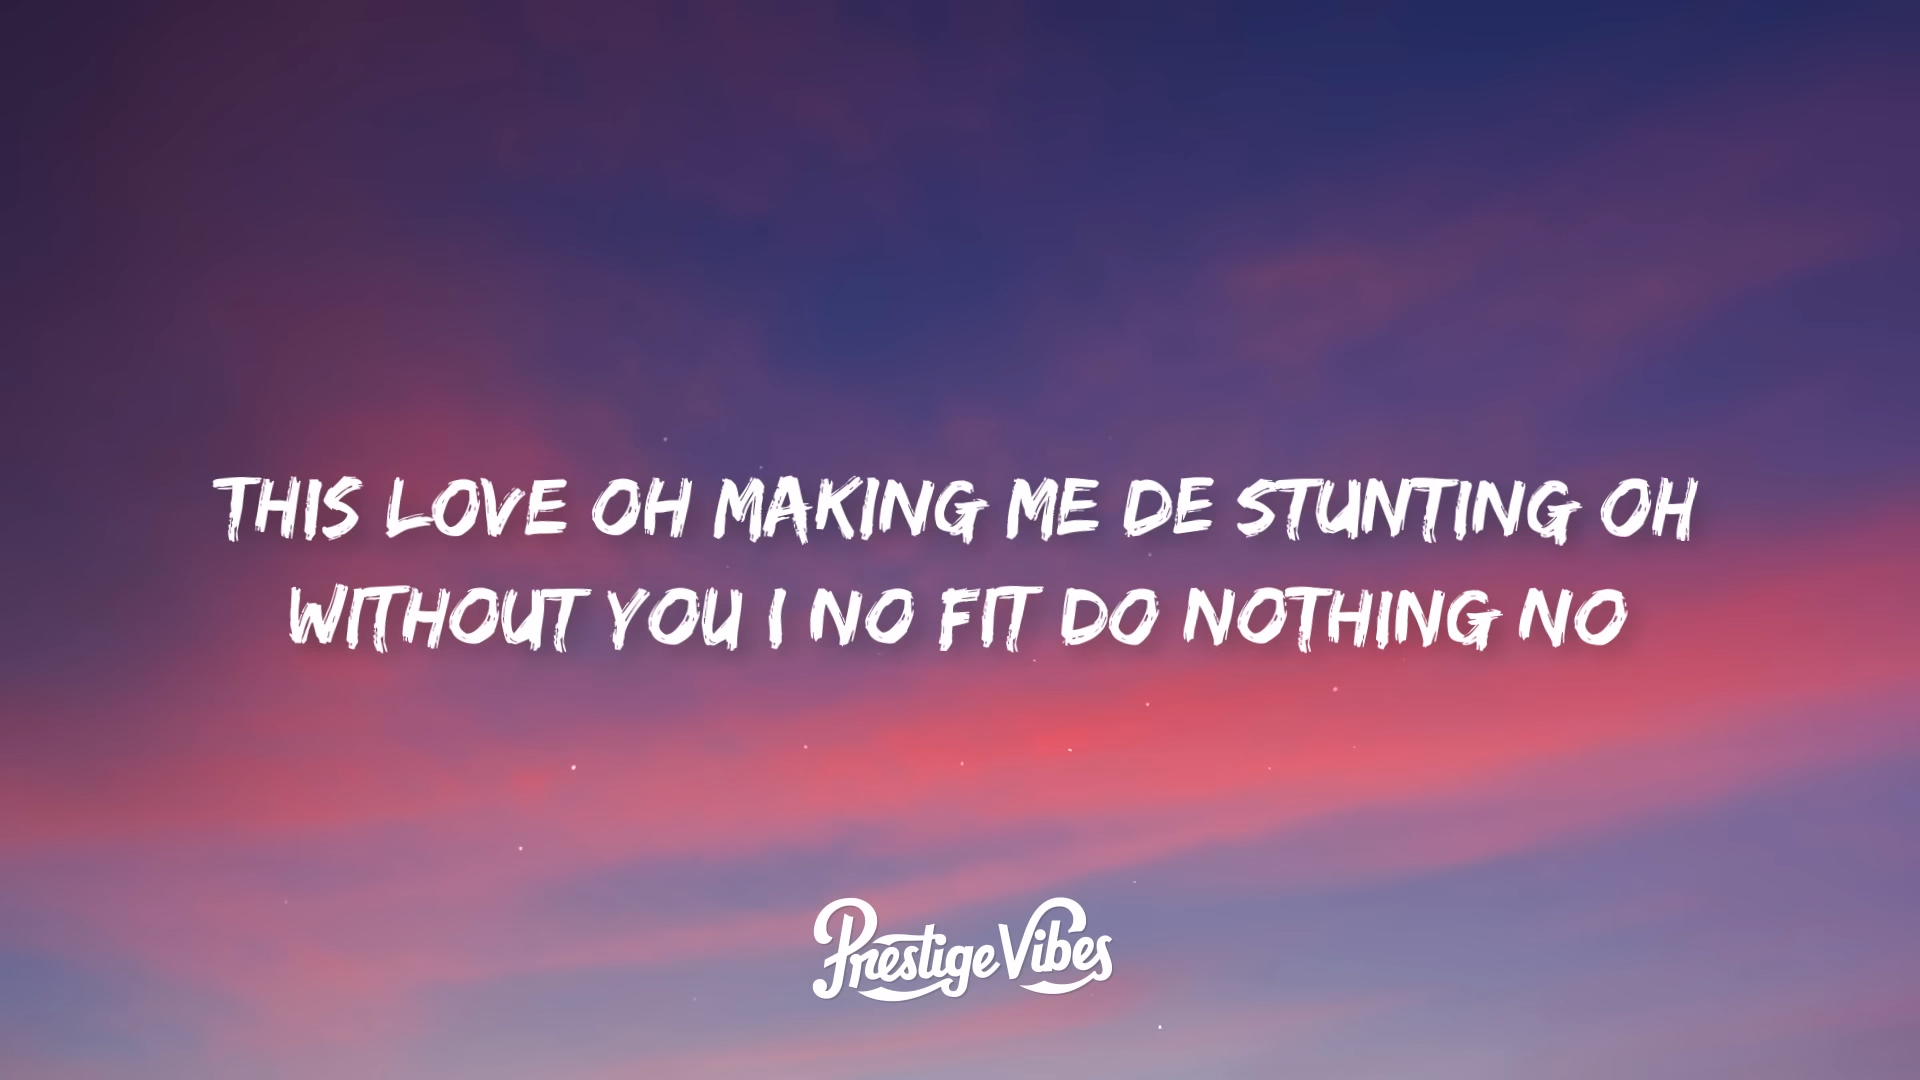 THIS LOVE OH MAKING ME DE STUNTING OH
WITHOUT YOU I NO FIT DO NOTHING NO
Prestige Vibes